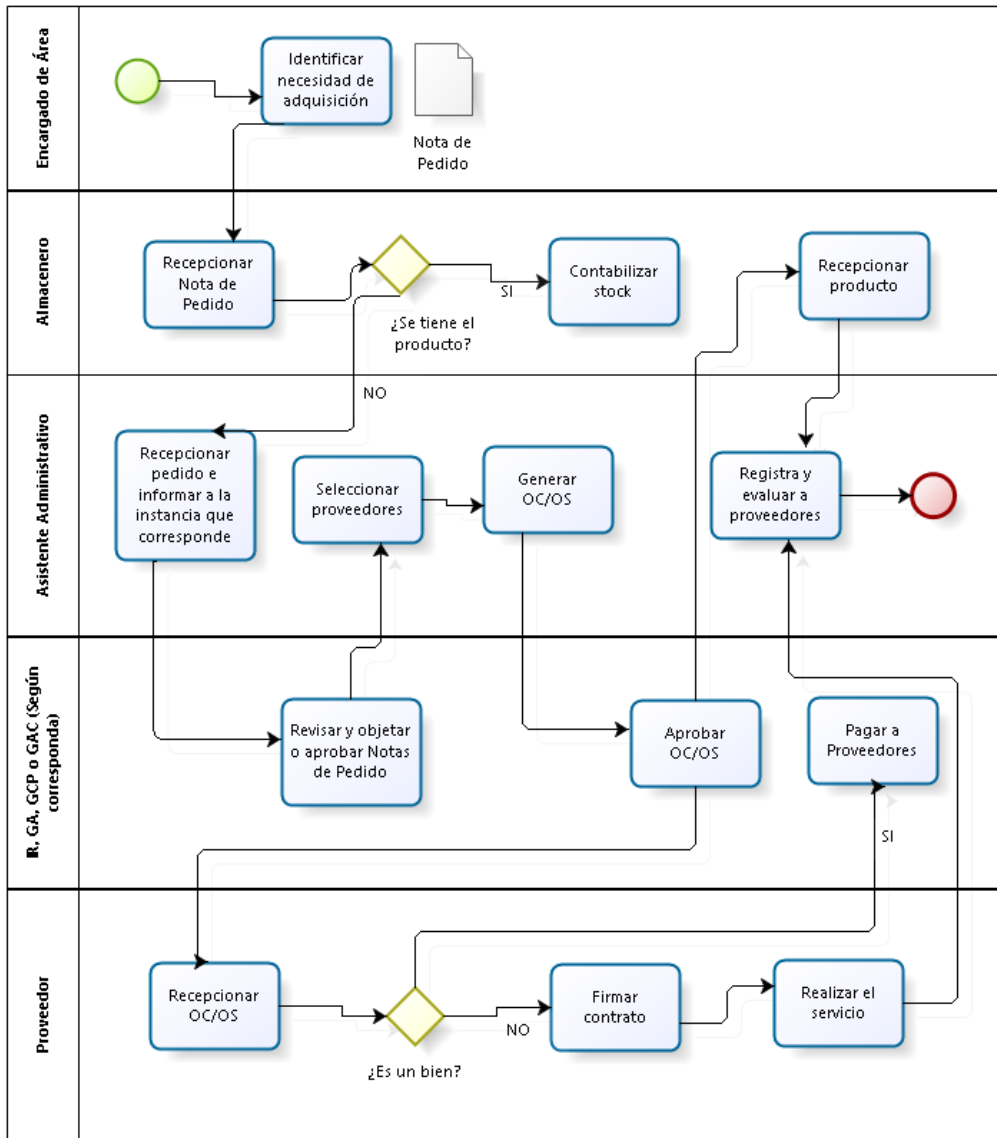 Encargado de Área
Identificar
necesidad de
adquisición
Nota de
Pedido
Almacenero
Recepcionar
Nota de
Pedido
¿Se tiene el
producto?
SI
NO
Contabilizar
stock
Recepcionar
producto
Asistente Administrativo
Recepcionar
pedido e
informar a la
instancia que
corresponde
Seleccionar
proveedores
Generar
OC/OS
Registra y
evaluar a
proveedores
R, GA, GCP o GAC (Según
corresponda)
Revisar y objetar
o aprobar Notas
de Pedido
Aprobar
OC/OS
Pagar a
Proveedores
SI
Proveedor
Recepcionar
OC/OS
¿Es un bien?
NO
Firmar
contrato
Realizar el
servicio